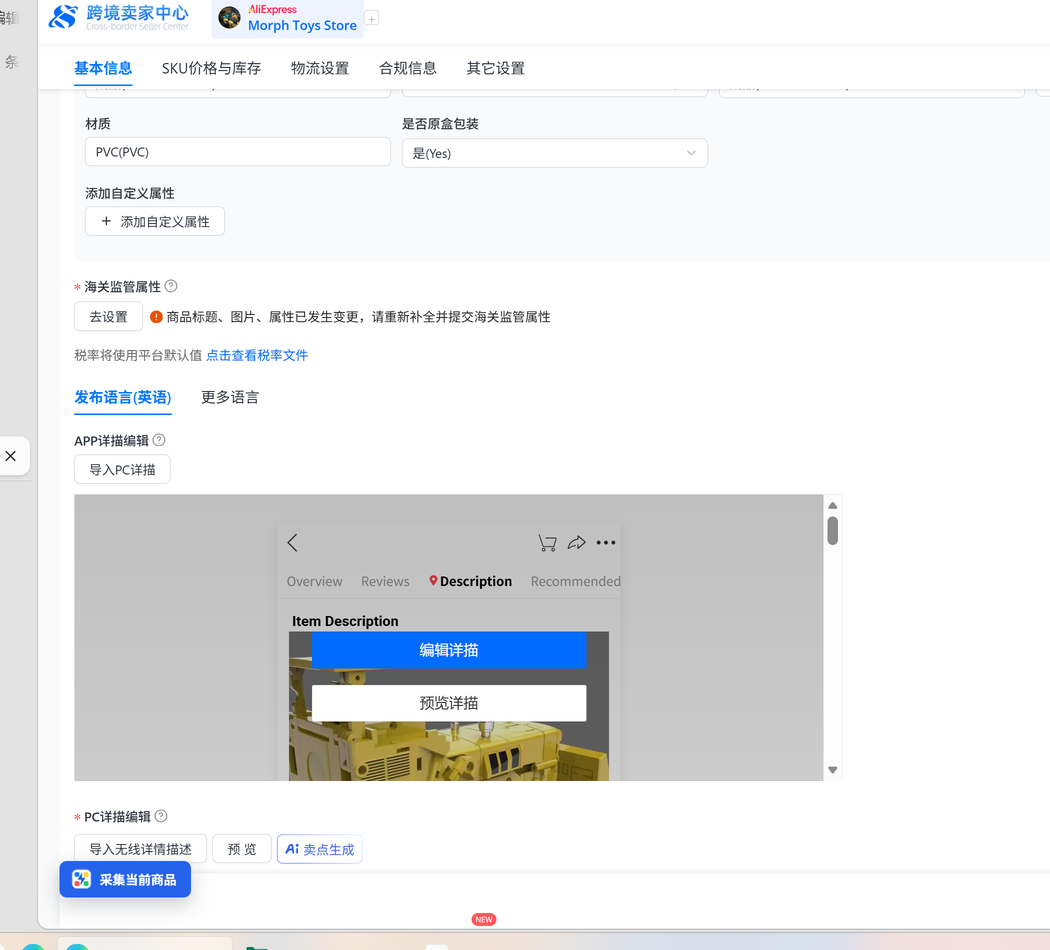 编辑
跨境卖家中心
Cross-border Seller Center
AliExpress
Morph Toys Store
条
基本信息
SKU价格与库存
物流设置
合规信息
其它设置
材质
是否原盒包装
PVC(PVC)
是(Yes)
添加自定义属性
+ 添加自定义属性
* 海关监管属性 ?
去设置
! 商品标题、图片、属性已发生变更，请重新补全并提交海关监管属性
税率将使用平台默认值 点击查看税率文件
发布语言(英语)
更多语言
APP详描编辑 ?
导入PC详描
Overview
Reviews
Description
Recommended
Item Description
编辑详描
预览详描
* PC详描编辑 ?
导入无线详情描述
预 览
Ai 卖点生成
采集当前商品
NEW